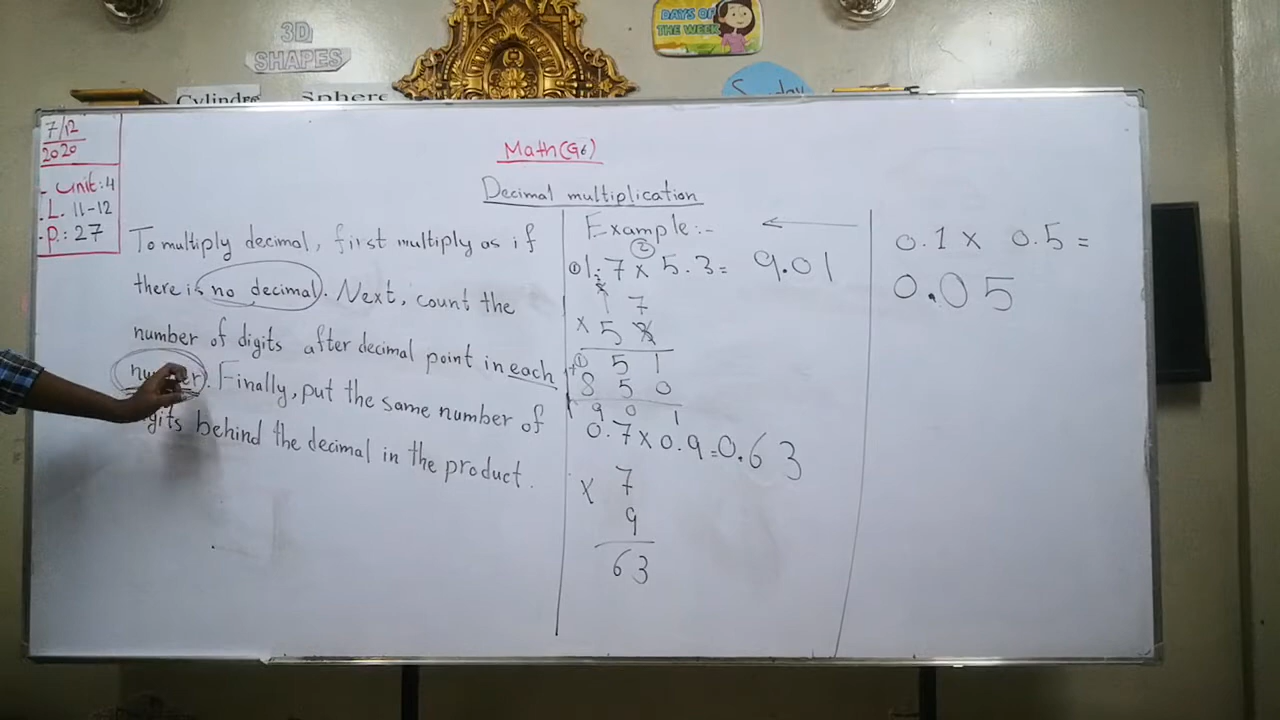 3D
SHAPES
DAYS OF
THE WEEK
Cylindre
Sphere
Sunday
7/12
2020
- Unit:4
. L. 11-12
. P.: 27
Math(G6)
Decimal multiplication
To multiply decimal, first multiply as if
there is no decimal. Next, count the
number of digits after decimal point in each
number. Finally, put the same number of
digits behind the decimal in the product.
Example:-
②
① 1.7 x 5.3 = 9.01
7
x 5
+ ① 5 1
8 5 0
9 0 1
0.7 x 0.9 = 0.63
x 7
9
63
0.1 x 0.5 =
0.05